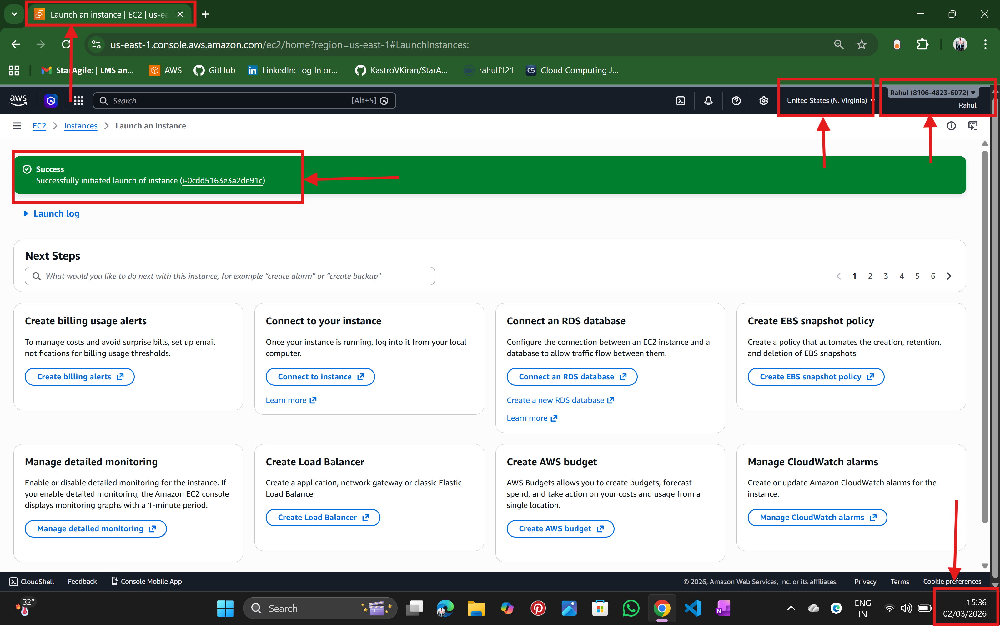 Launch an instance | EC2 | us-ea
us-east-1.console.aws.amazon.com/ec2/home?region=us-east-1#LaunchInstances:
StarAgile: | LMS an...
AWS
GitHub
in
LinkedIn: Log In or...
KastroVKiran/StarA...
rahulf121
CS
Cloud Computing J...
aws
Search
[Alt+S]
United States (N. Virginia)
Rahul (8106-4823-6072)
Rahul
EC2
Instances
Launch an instance
Success
Successfully initiated launch of instance (i-0cdd5163e3a2de91c)
Launch log
Next Steps
What would you like to do next with this instance, for example “create alarm” or “create backup"
1 2 3 4 5 6
Create billing usage alerts
To manage costs and avoid surprise bills, set up email
notifications for billing usage thresholds.
Create billing alerts
Connect to your instance
Once your instance is running, log into it from your local
computer.
Connect to instance
Learn more
Connect an RDS database
Configure the connection between an EC2 instance and a
database to allow traffic flow between them.
Connect an RDS database
Create a new RDS database
Learn more
Create EBS snapshot policy
Create a policy that automates the creation, retention,
and deletion of EBS snapshots
Create EBS snapshot policy
Manage detailed monitoring
Enable or disable detailed monitoring for the instance. If
you enable detailed monitoring, the Amazon EC2 console
displays monitoring graphs with a 1-minute period.
Manage detailed monitoring
Create Load Balancer
Create a application, network gateway or classic Elastic
Load Balancer
Create Load Balancer
Create AWS budget
AWS Budgets allows you to create budgets, forecast
spend, and take action on your costs and usage from a
single location.
Create AWS budget
Manage CloudWatch alarms
Create or update Amazon CloudWatch alarms for the
instance.
Manage CloudWatch alarms
CloudShell
Feedback
Console Mobile App
© 2026, Amazon Web Services, Inc. or its affiliates.
Privacy
Terms
Cookie preferences
32°
Search
N
ENG
IN
15:36
02/03/2026